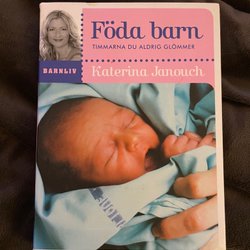 Föda barn
TIMMARNA DU ALDRIG GLÖMMER
BARNLIV
Katerina Janouch